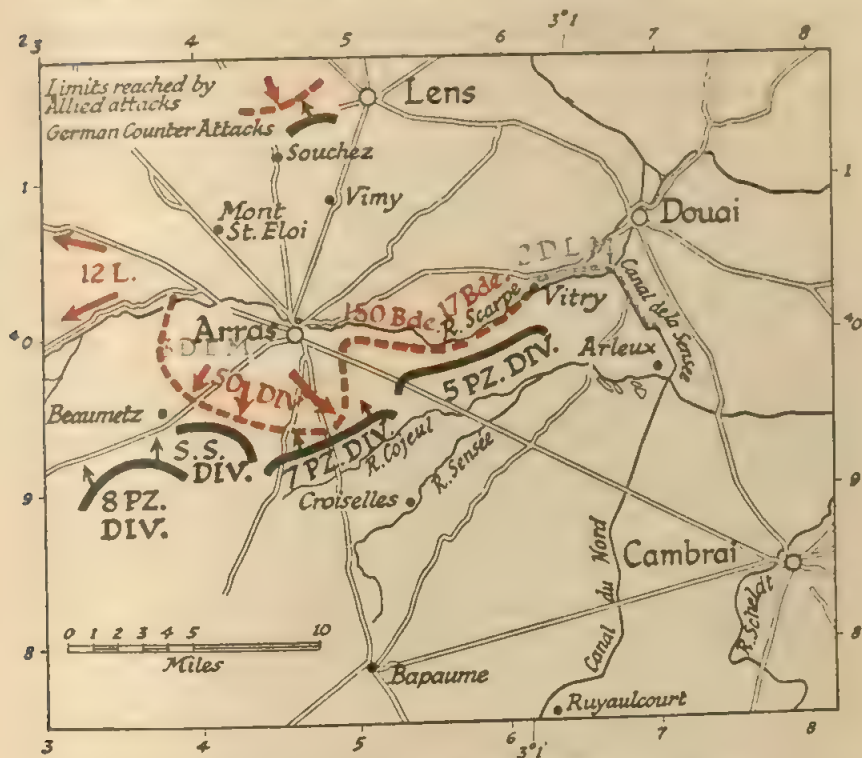 2 3
4
5
6
3°1'
7
8
Limits reached by
Allied attacks
German Counter Attacks
Lens
Souchez
1
1
Mont
St. Eloi
Vimy
Douai
2 D L M
12 L.
150 Bde.
17 Bde.
R. Scarpe
Vitry
Canal de la Sensée
40
0
Arras
3 D L M
50 DIV
Arleux
5 PZ. DIV.
Beaumetz
S.S.
DIV.
7 PZ. DIV.
R. Cojeul
R. Sensée
8 PZ.
DIV.
Croiselles
9
9
Canal du Nord
Cambrai
R. Scheldt
0 1 2 3 4 5 10
Miles
8
8
Bapaume
Ruyaulcourt
3
4
5
6
3°1'
7
8